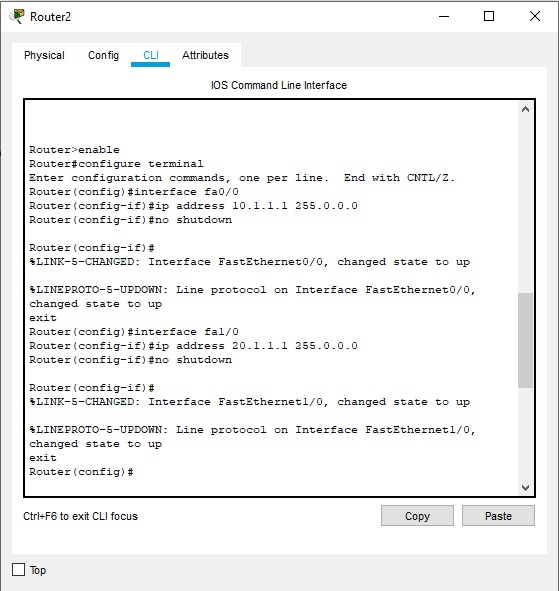 Router2
Physical Config CLI Attributes
IOS Command Line Interface
Router>enable
Router#configure terminal
Enter configuration commands, one per line.  End with CNTL/Z.
Router(config)#interface fa0/0
Router(config-if)#ip address 10.1.1.1 255.0.0.0
Router(config-if)#no shutdown
Router(config-if)#
%LINK-5-CHANGED: Interface FastEthernet0/0, changed state to up
%LINEPROTO-5-UPDOWN: Line protocol on Interface FastEthernet0/0,
changed state to up
exit
Router(config)#interface fa1/0
Router(config-if)#ip address 20.1.1.1 255.0.0.0
Router(config-if)#no shutdown
Router(config-if)#
%LINK-5-CHANGED: Interface FastEthernet1/0, changed state to up
%LINEPROTO-5-UPDOWN: Line protocol on Interface FastEthernet1/0,
changed state to up
exit
Router(config)#
Ctrl+F6 to exit CLI focus
Copy Paste
Top